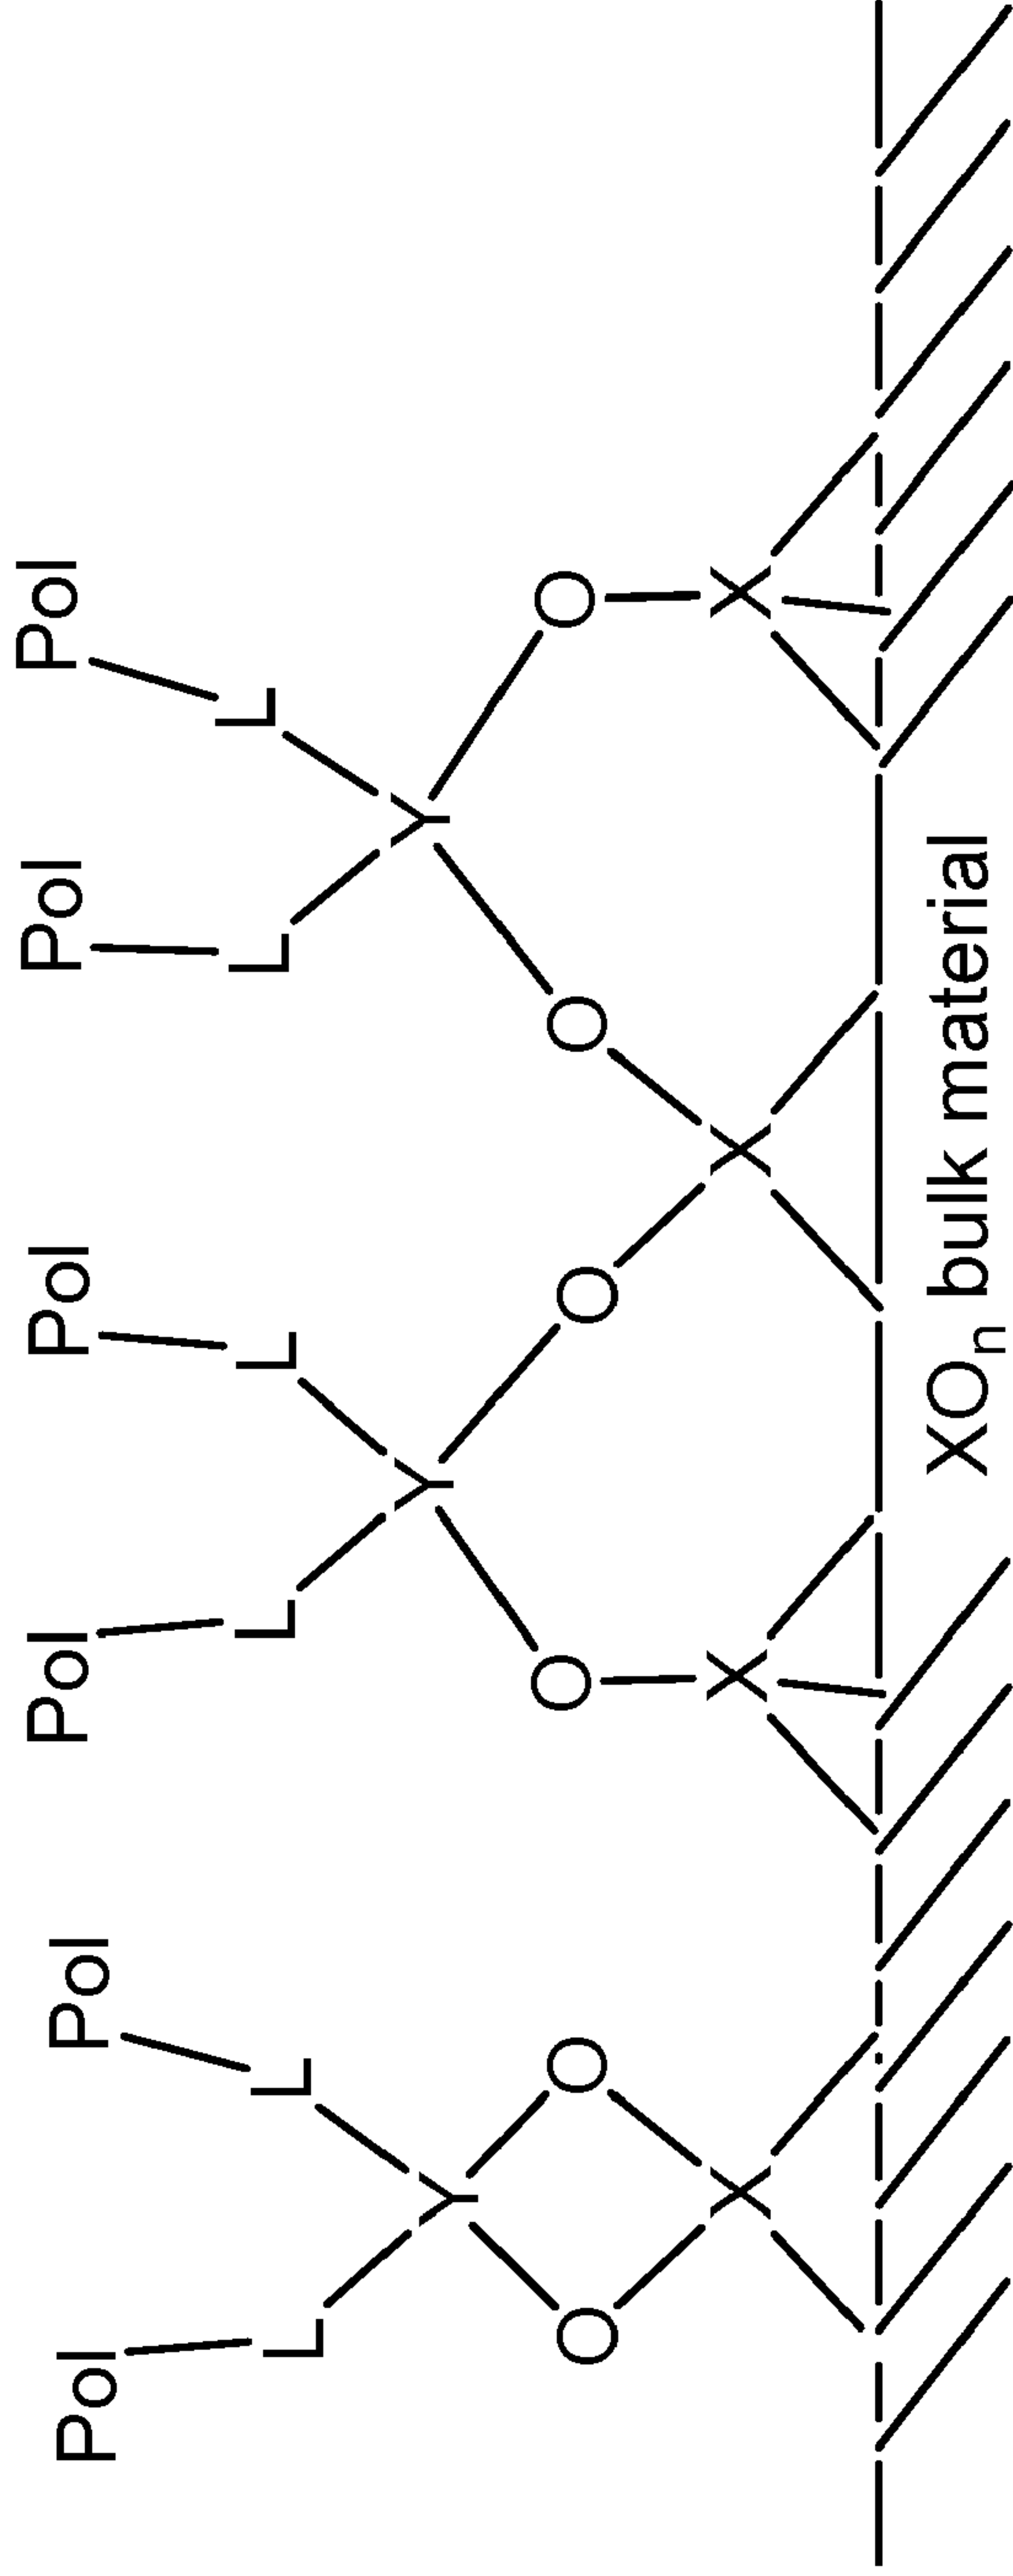 Pol Pol Pol Pol Pol Pol
L L L L L L
Y Y Y
O O O O O O
X X X X
XOn bulk material